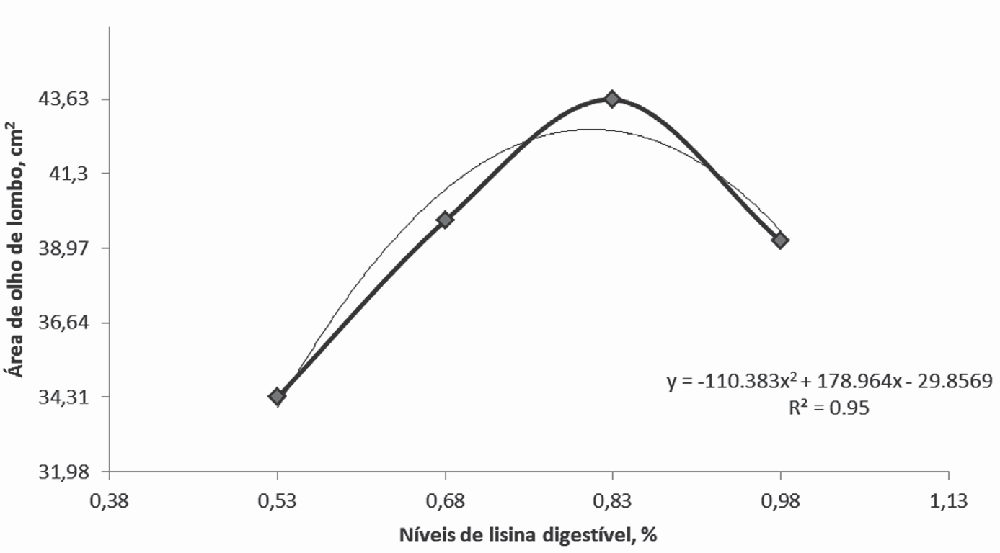 Área de olho de lombo, cm²
43,63
41,3
38,97
36,64
34,31
31,98
y = -110.383x² + 178.964x - 29.8569
R² = 0.95
0,38 0,53 0,68 0,83 0,98 1,13
Níveis de lisina digestível, %